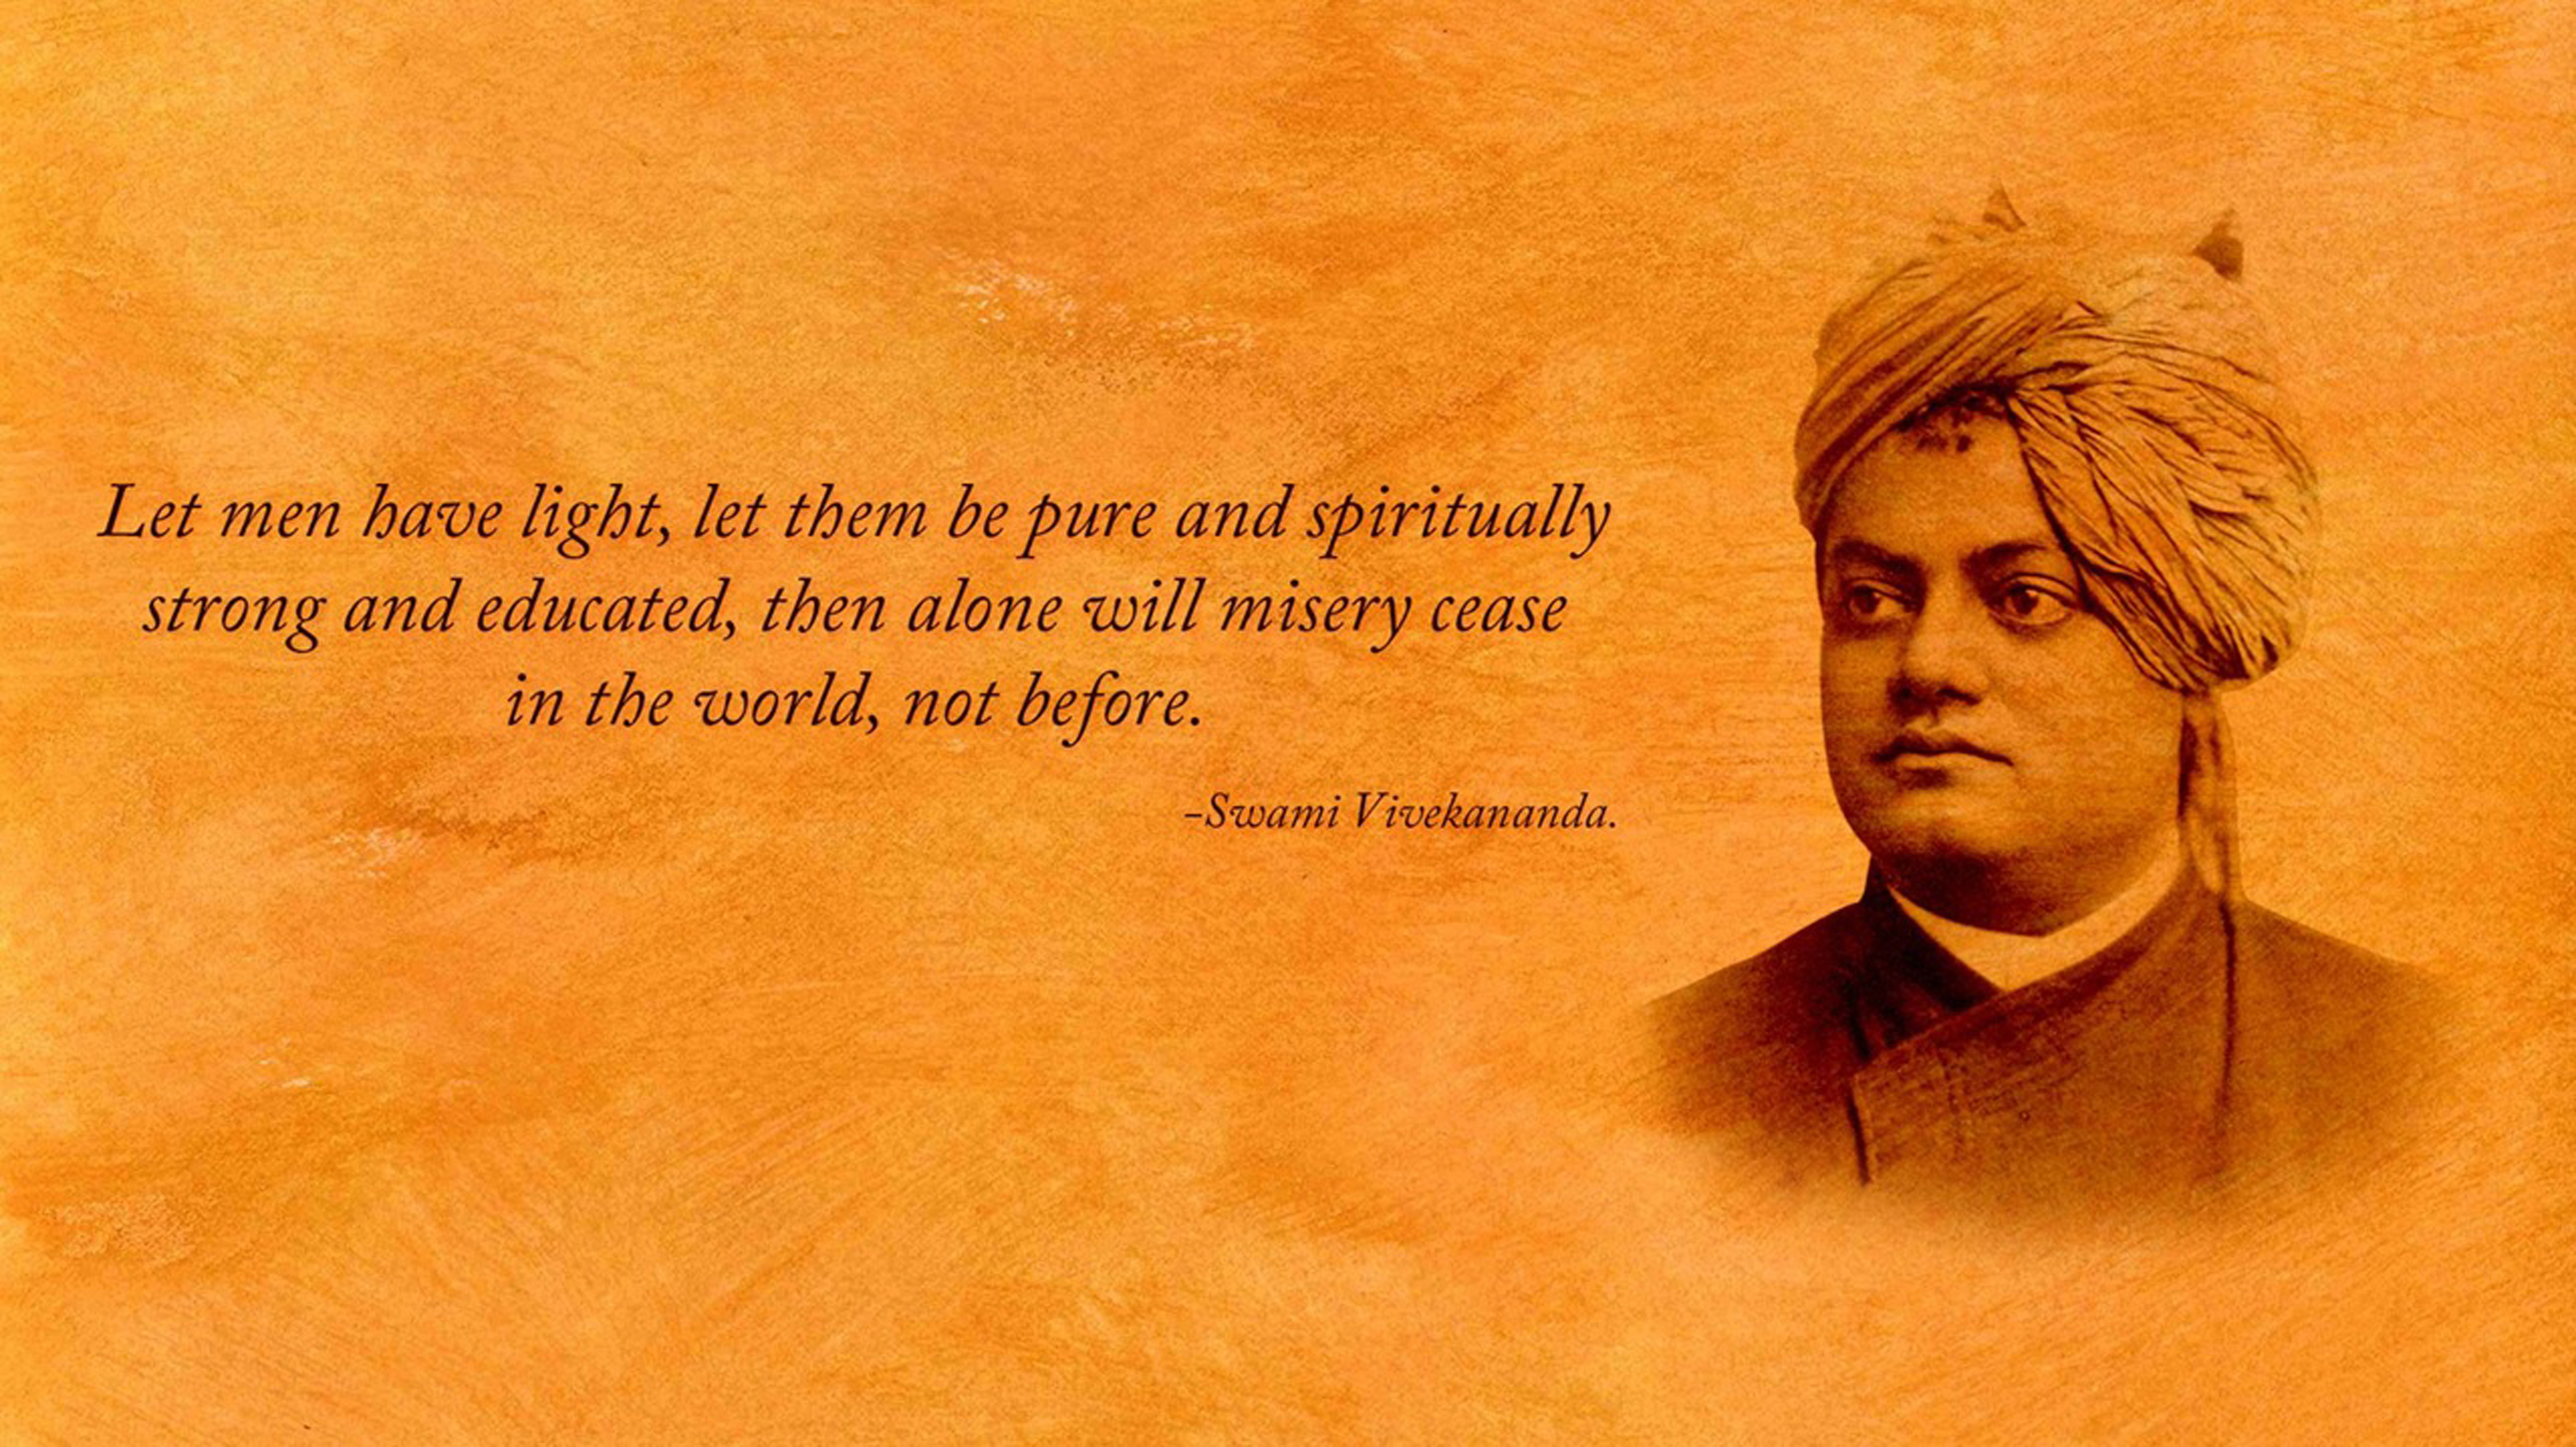 Let men have light, let them be pure and spiritually
strong and educated, then alone will misery cease
in the world, not before.
-Swami Vivekananda.